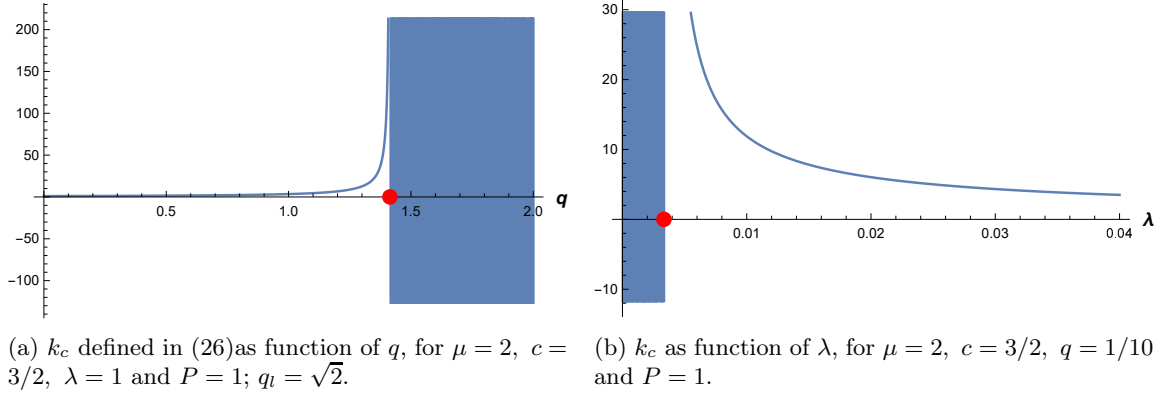 200
150
100
50
0.5 1.0 1.5 2.0 q
−50
−100
30
20
10
0.01 0.02 0.03 0.04 λ
−10
(a) k_c defined in (26)as function of q, for μ = 2, c =
3/2, λ = 1 and P = 1; q_l = √2.
(b) k_c as function of λ, for μ = 2, c = 3/2, q = 1/10
and P = 1.